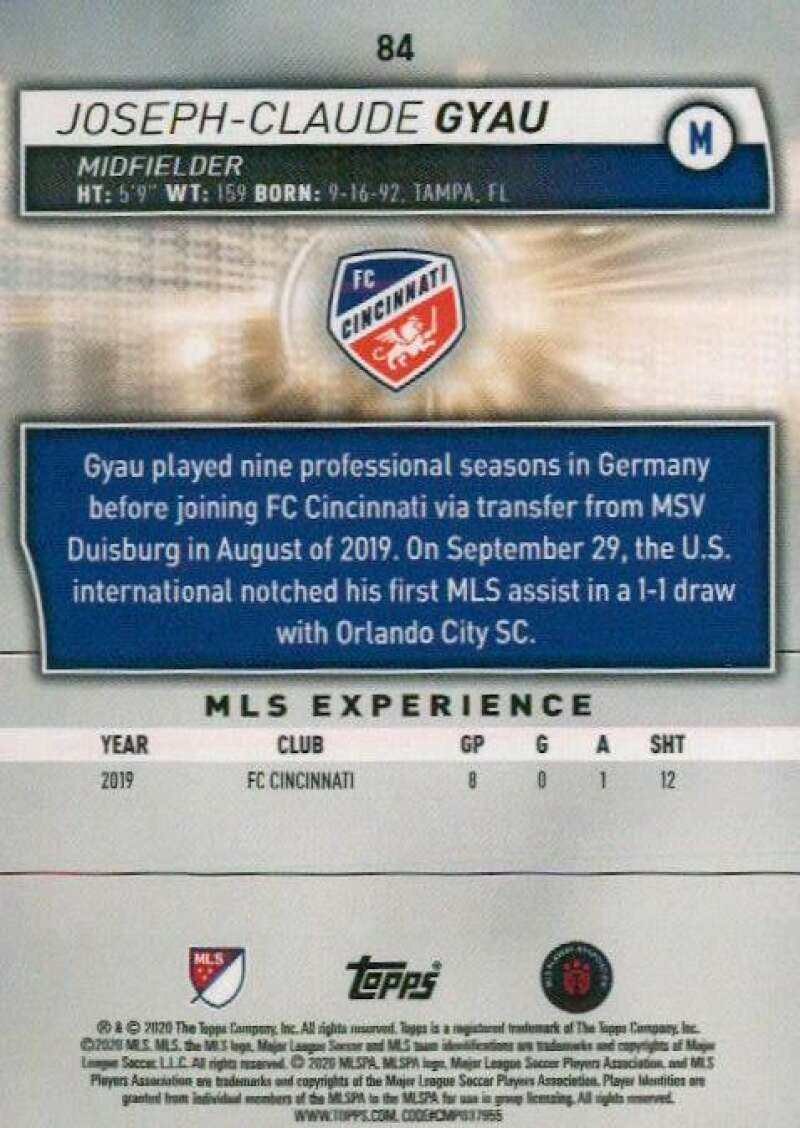 84
JOSEPH-CLAUDE GYAU
M
MIDFIELDER
HT: 5'9" WT: 159 BORN: 9-16-92, TAMPA, FL
FC
CINCINNATI
Gyau played nine professional seasons in Germany
before joining FC Cincinnati via transfer from MSV
Duisburg in August of 2019. On September 29, the U.S.
international notched his first MLS assist in a 1-1 draw
with Orlando City SC.
MLS EXPERIENCE
YEAR CLUB GP G A SHT
2019 FC CINCINNATI 8 0 1 12
MLS
Topps®
® & © 2020 The Topps Company, Inc. All rights reserved. Topps is a registered trademark of The Topps Company, Inc.
©2020 MLS. MLS, the MLS logo, Major League Soccer and MLS team identifications are trademarks and copyrights of Major
League Soccer, L.L.C. All rights reserved. © 2020 MLSPA. MLSPA logo, Major League Soccer Players Association, and MLS
Players Association are trademarks and copyrights of the Major League Soccer Players Association. Player Identities are
granted from individual members of the MLSPA to the MLSPA for use in group licensing. All rights reserved.
WWW.TOPPS.COM. CODE#CMP037955